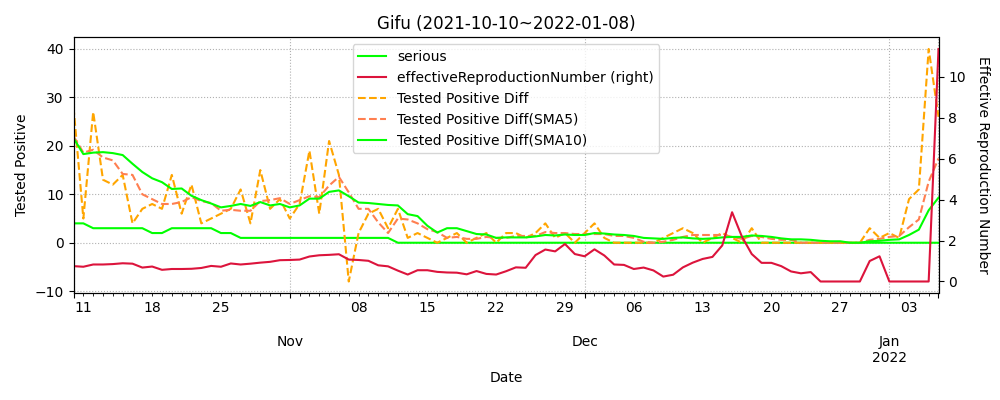 Gifu (2021-10-10~2022-01-08)
serious
effectiveReproductionNumber (right)
Tested Positive Diff
Tested Positive Diff(SMA5)
Tested Positive Diff(SMA10)
Tested Positive
40
30
20
10
0
−10
Effective Reproduction Number
10
8
6
4
2
0
11 18 25 08 15 22 29 06 13 20 27 03
Nov Dec Jan
2022
Date